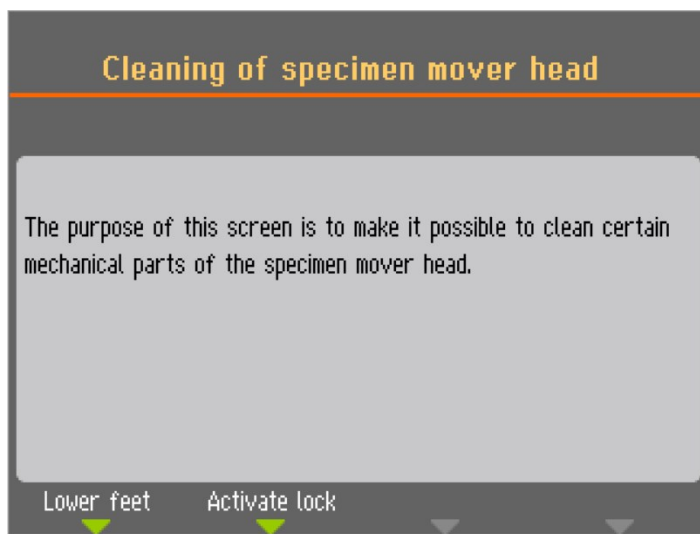 Cleaning of specimen mover head
The purpose of this screen is to make it possible to clean certain
mechanical parts of the specimen mover head.
Lower feet Activate lock